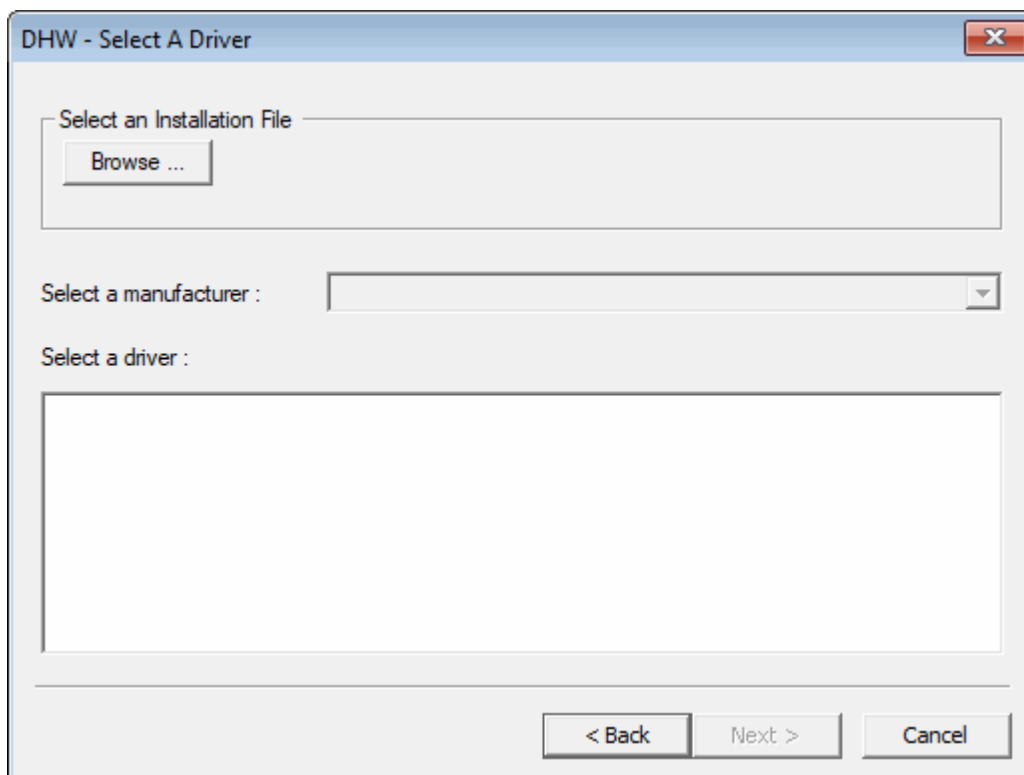 DHW - Select A Driver
Select an Installation File
Browse ...
Select a manufacturer :
Select a driver :
< Back
Next >
Cancel